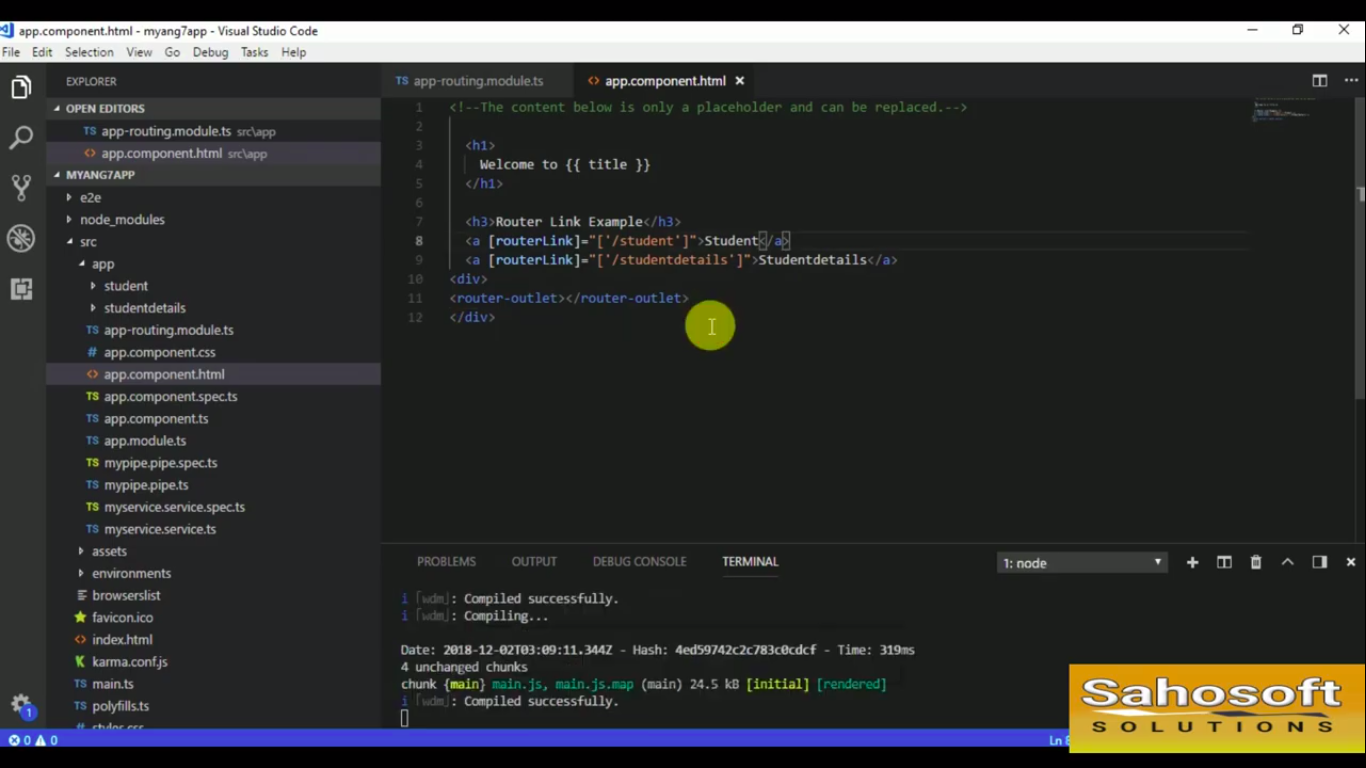 app.component.html - myang7app - Visual Studio Code
File Edit Selection View Go Debug Tasks Help
EXPLORER
OPEN EDITORS
TS app-routing.module.ts src\app
<> app.component.html src\app
MYANG7APP
e2e
node_modules
src
app
student
studentdetails
TS app-routing.module.ts
# app.component.css
<> app.component.html
TS app.component.spec.ts
TS app.component.ts
TS app.module.ts
TS mypipe.pipe.spec.ts
TS mypipe.pipe.ts
TS myservice.service.spec.ts
TS myservice.service.ts
assets
environments
browserslist
favicon.ico
<> index.html
karma.conf.js
TS main.ts
TS polyfills.ts
styles.css
TS app-routing.module.ts <> app.component.html ×
1 <!--The content below is only a placeholder and can be replaced.-->
2
3 <h1>
4 Welcome to {{ title }}
5 </h1>
6
7 <h3>Router Link Example</h3>
8 <a [routerLink]="['/student']">Student</a>
9 <a [routerLink]="['/studentdetails']">Studentdetails</a>
10 <div>
11 <router-outlet></router-outlet>
12 </div>
PROBLEMS OUTPUT DEBUG CONSOLE TERMINAL 1: node
i ｢wdm｣: Compiled successfully.
i ｢wdm｣: Compiling...
Date: 2018-12-02T03:09:11.344Z - Hash: 4ed59742c2c783c0cdcf - Time: 319ms
4 unchanged chunks
chunk {main} main.js, main.js.map (main) 24.5 kB [initial] [rendered]
i ｢wdm｣: Compiled successfully.
Sahosoft
SOLUTIONS
1
0 0
Ln 8